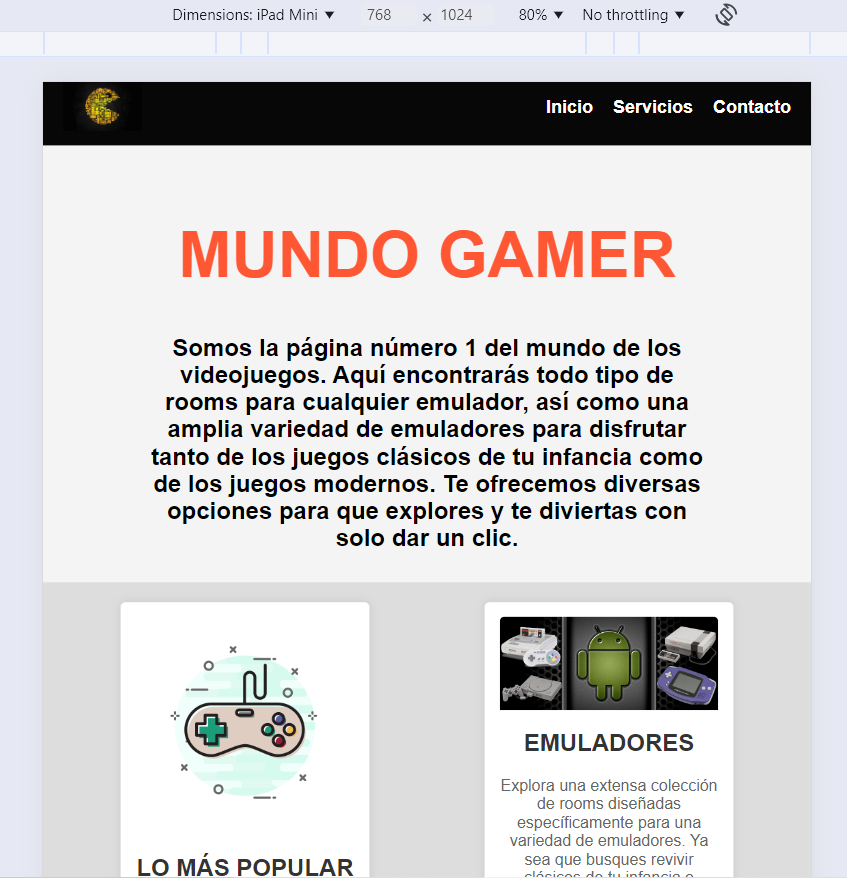 Dimensions: iPad Mini ▼ 768 × 1024 80% ▼ No throttling ▼
Inicio Servicios Contacto
MUNDO GAMER
Somos la página número 1 del mundo de los
videojuegos. Aquí encontrarás todo tipo de
rooms para cualquier emulador, así como una
amplia variedad de emuladores para disfrutar
tanto de los juegos clásicos de tu infancia como
de los juegos modernos. Te ofrecemos diversas
opciones para que explores y te diviertas con
solo dar un clic.
LO MÁS POPULAR
EMULADORES
Explora una extensa colección
de rooms diseñadas
específicamente para una
variedad de emuladores. Ya
sea que busques revivir
clásicos de tu infancia o